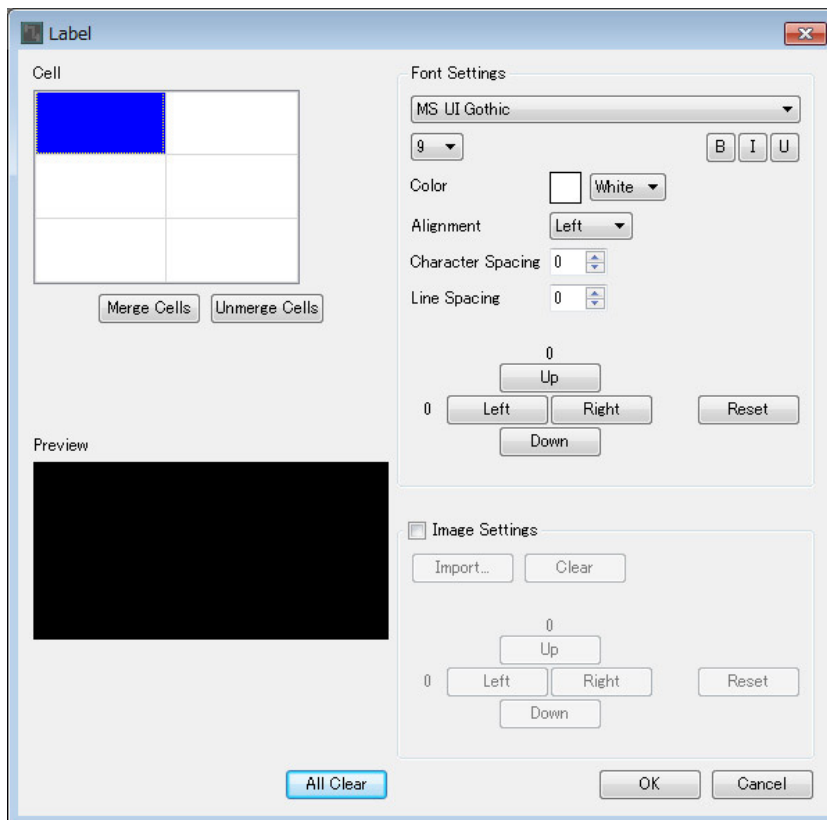 Label
Cell
Merge Cells Unmerge Cells
Preview
All Clear
Font Settings
MS UI Gothic
9 B I U
Color White
Alignment Left
Character Spacing 0
Line Spacing 0
0
Up
0 Left Right Reset
Down
Image Settings
Import... Clear
0
Up
0 Left Right Reset
Down
OK Cancel